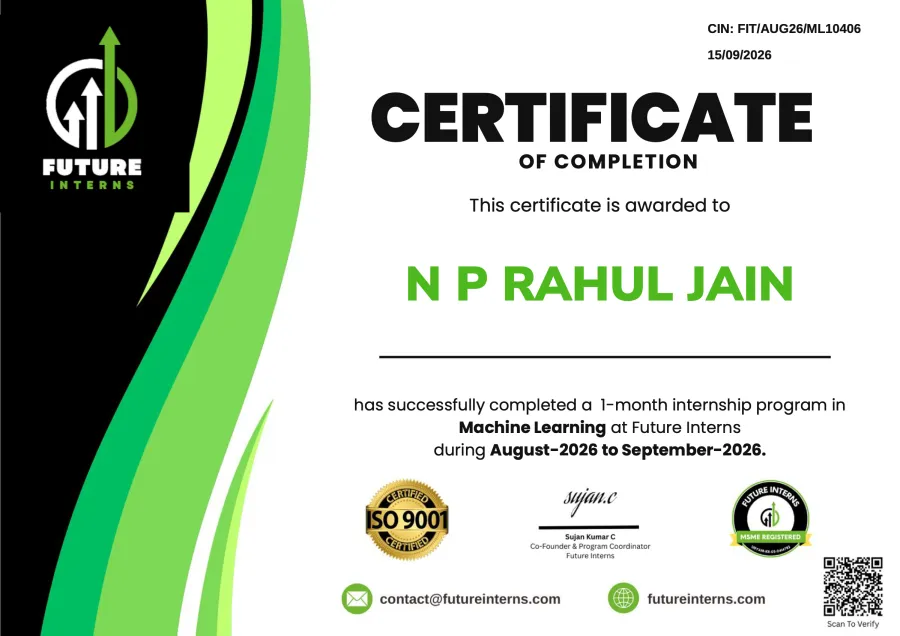 CIN: FIT/AUG26/ML10406
15/09/2026
FUTURE
INTERNS
CERTIFICATE
OF COMPLETION
This certificate is awarded to
N P RAHUL JAIN
has successfully completed a 1-month internship program in
Machine Learning at Future Interns
during August-2026 to September-2026.
CERTIFIED
ISO 9001
CERTIFIED
sujan.c
Sujan Kumar C
Co-Founder & Program Coordinator
Future Interns
FUTURE INTERNS
MSME REGISTERED
contact@futureinterns.com
futureinterns.com
Scan To Verify